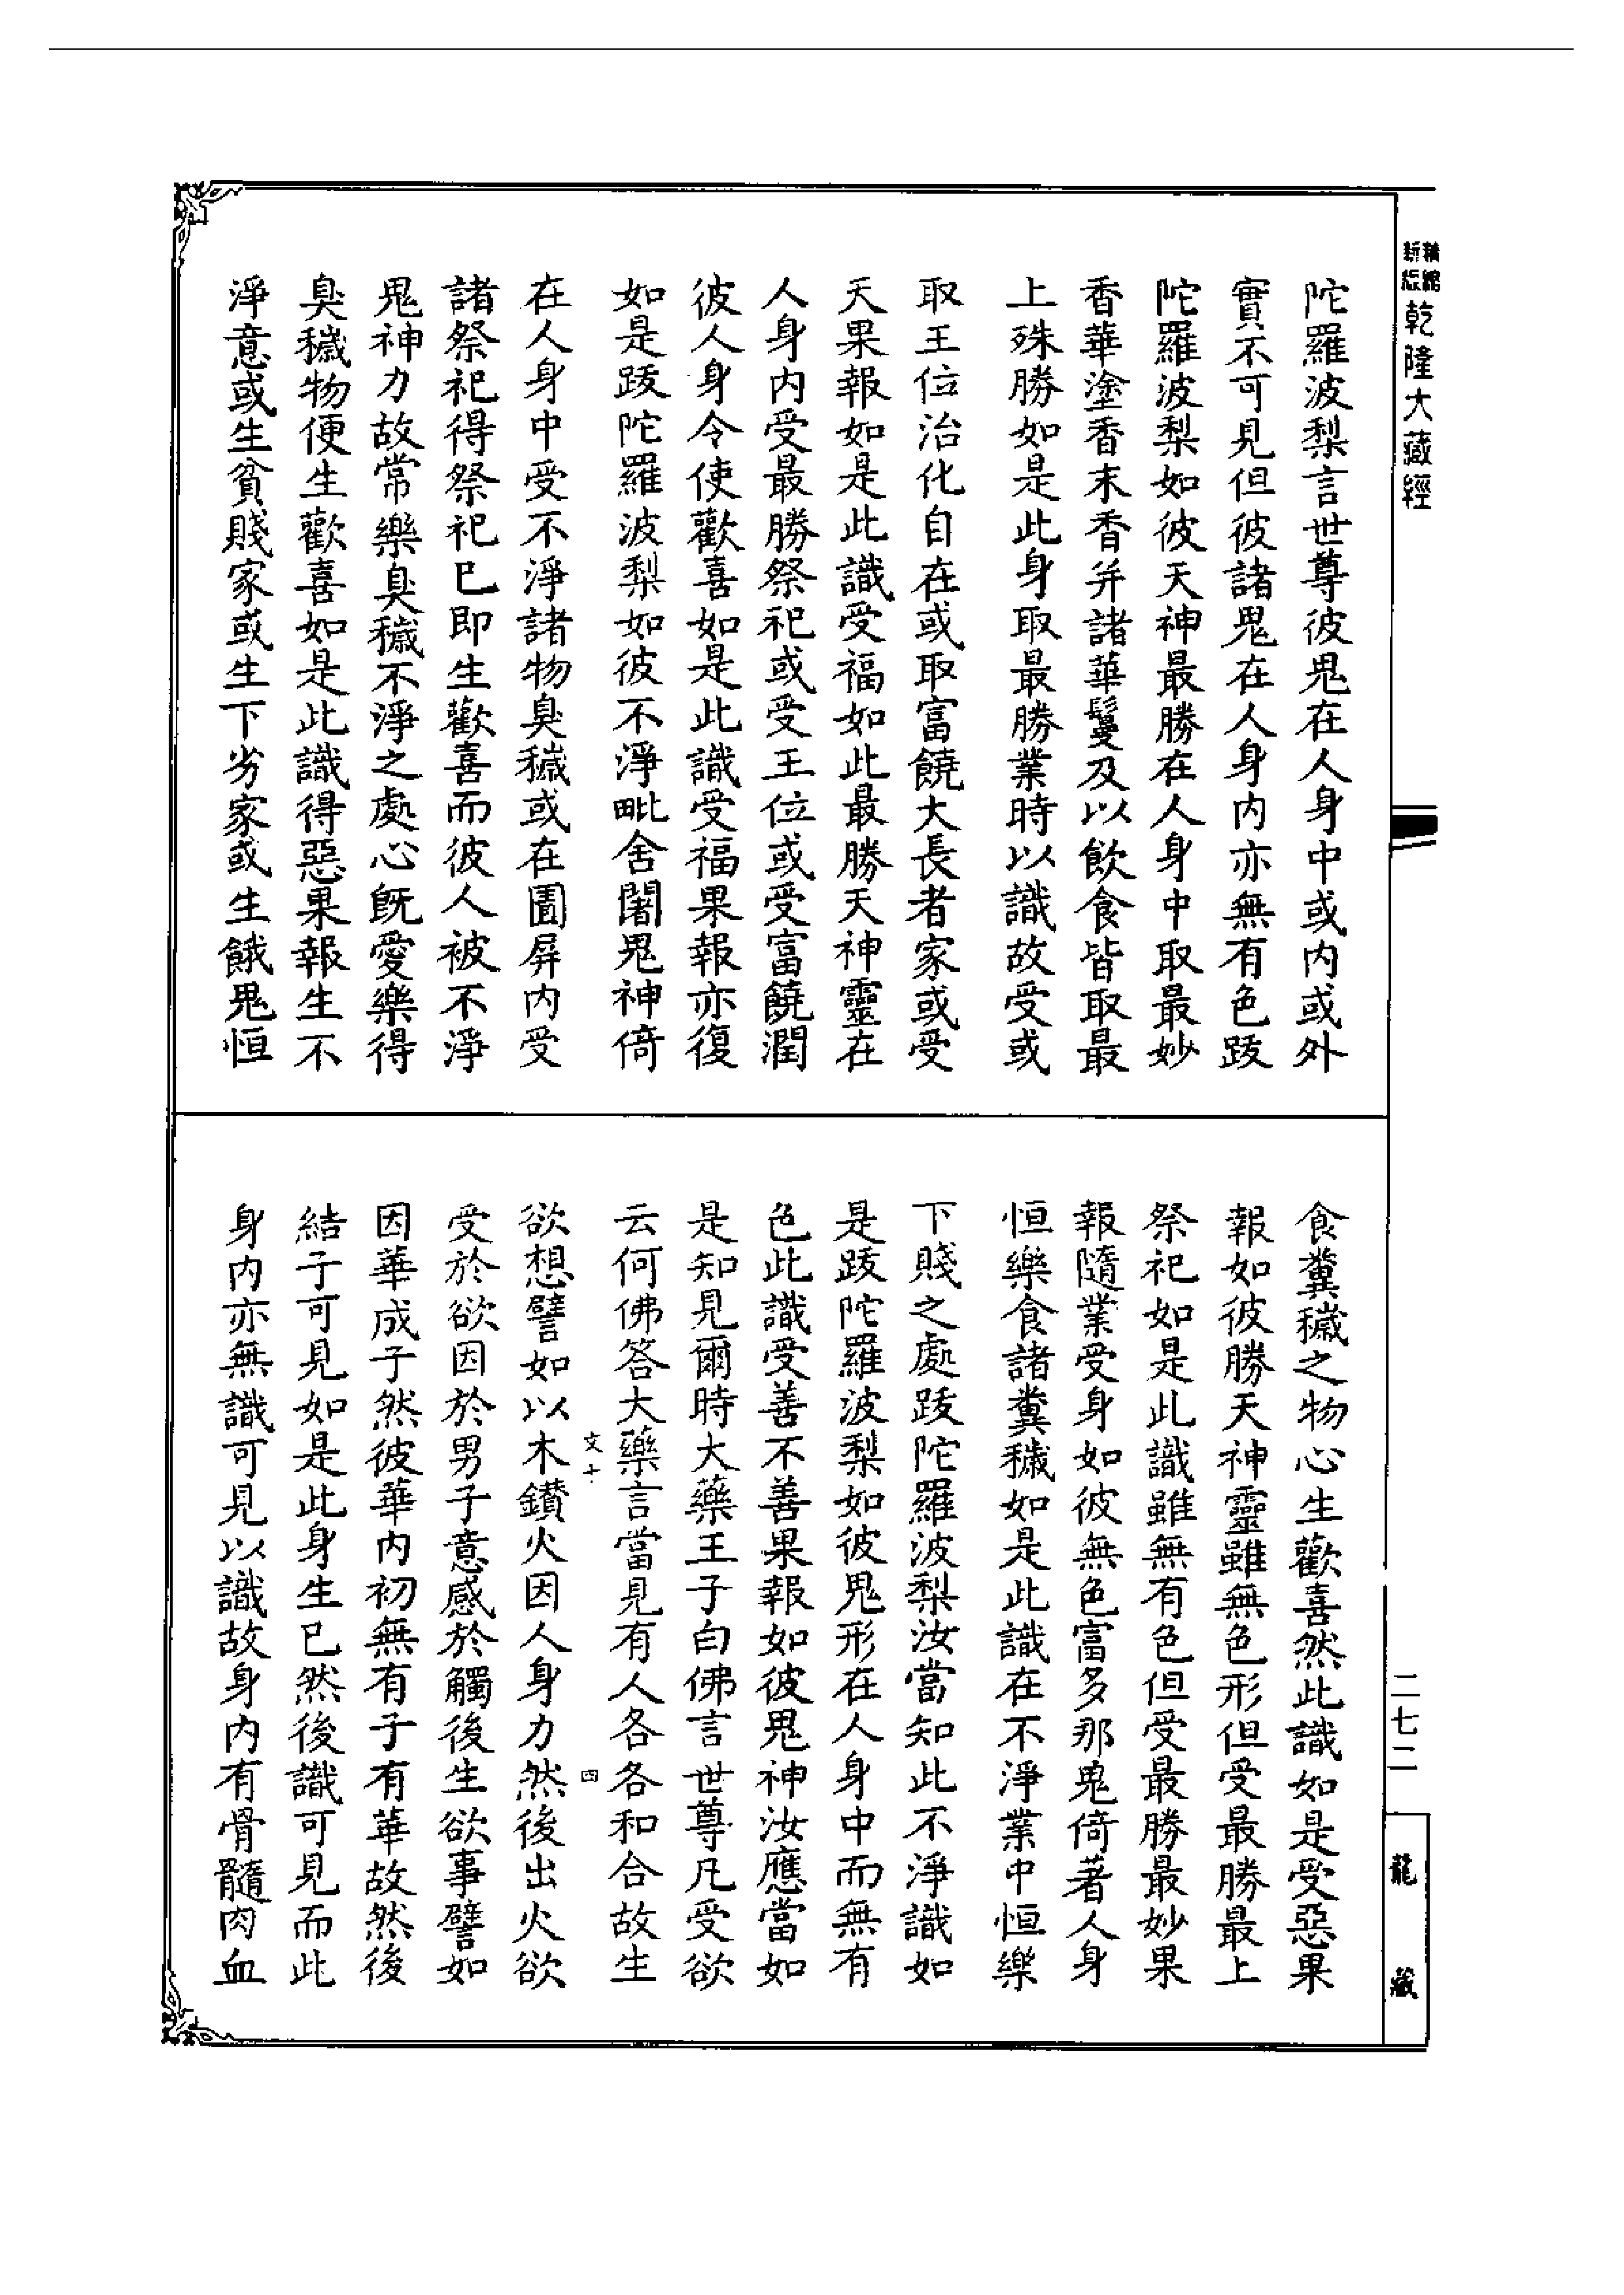 精縮新版乾隆大藏經
陀羅波梨言世尊彼鬼在人身中或内或外
實不可見但彼諸鬼在人身内亦無有色跋
陀羅波梨如彼天神最勝在人身中取最妙
香華塗香末香并諸華鬘及以飲食皆取最
上殊勝如是此身取最勝業時以識故受或
取王位治化自在或取富饒大長者家或受
天果報如是此識受福如此最勝天神靈在
人身内受最勝祭祀或受王位或受富饒潤
彼人身令使歡喜如是此識受福果報亦復
如是跋陀羅波梨如彼不淨毗舍闍鬼神倚
在人身中受不淨諸物臭穢或在圊屏内受
諸祭祀得祭祀已即生歡喜而彼人被不淨
鬼神力故常樂臭穢不淨之處心既愛樂得
臭穢物便生歡喜如是此識得惡果報生不
淨意或生貧賤家或生下劣家或生餓鬼恒
食糞穢之物心生歡喜然此識如是受惡果
報如彼勝天神靈雖無色形但受最勝最上
祭祀如是此識雖無有色但受最勝最妙果
報隨業受身如彼無色富多那鬼倚著人身
恒樂食諸糞穢如是此識在不淨業中恒樂
下賤之處跋陀羅波梨汝當知此不淨識如
是跋陀羅波梨如彼鬼形在人身中而無有
色此識受善不善果報如彼鬼神汝應當如
是知見爾時大藥王子白佛言世尊凡受欲
云何佛答大藥言當見有人各各和合故生
文十 四
欲想譬如以木鑚火因人身力然後出火欲
受於欲因於男子意感於觸後生欲事譬如
因華成子然彼華内初無有子有華故然後
結子可見如是此身生已然後識可見而此
身内亦無識可見以識故身内有骨髓肉血
二七二
龍藏